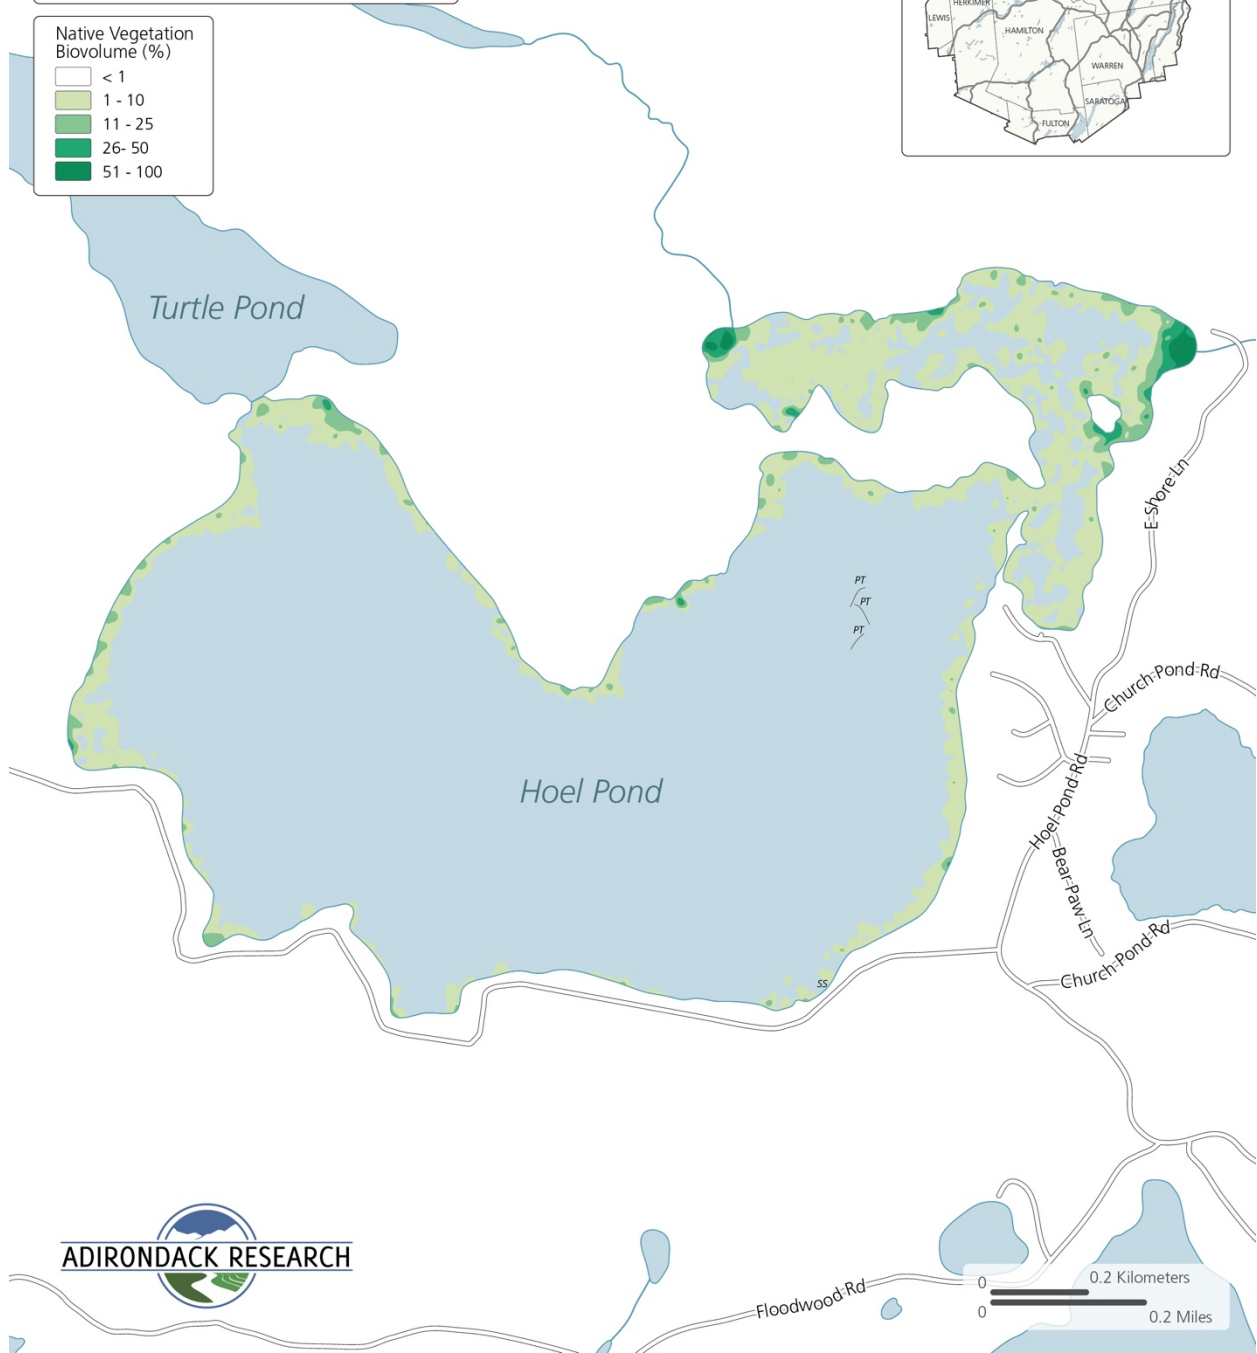 Native Vegetation
Biovolume (%)
< 1
1 - 10
11 - 25
26- 50
51 - 100
HERKIMER
LEWIS
HAMILTON
WARREN
SARATOGA
FULTON
Turtle Pond
E-Shore-Ln
PT
PT
PT
Church-Pond-Rd
Hoel Pond
Hoel-Pond-Rd
Bear-Paw-Ln
Church-Pond-Rd
SS
ADIRONDACK RESEARCH
Floodwood-Rd
0 0.2 Kilometers
0 0.2 Miles